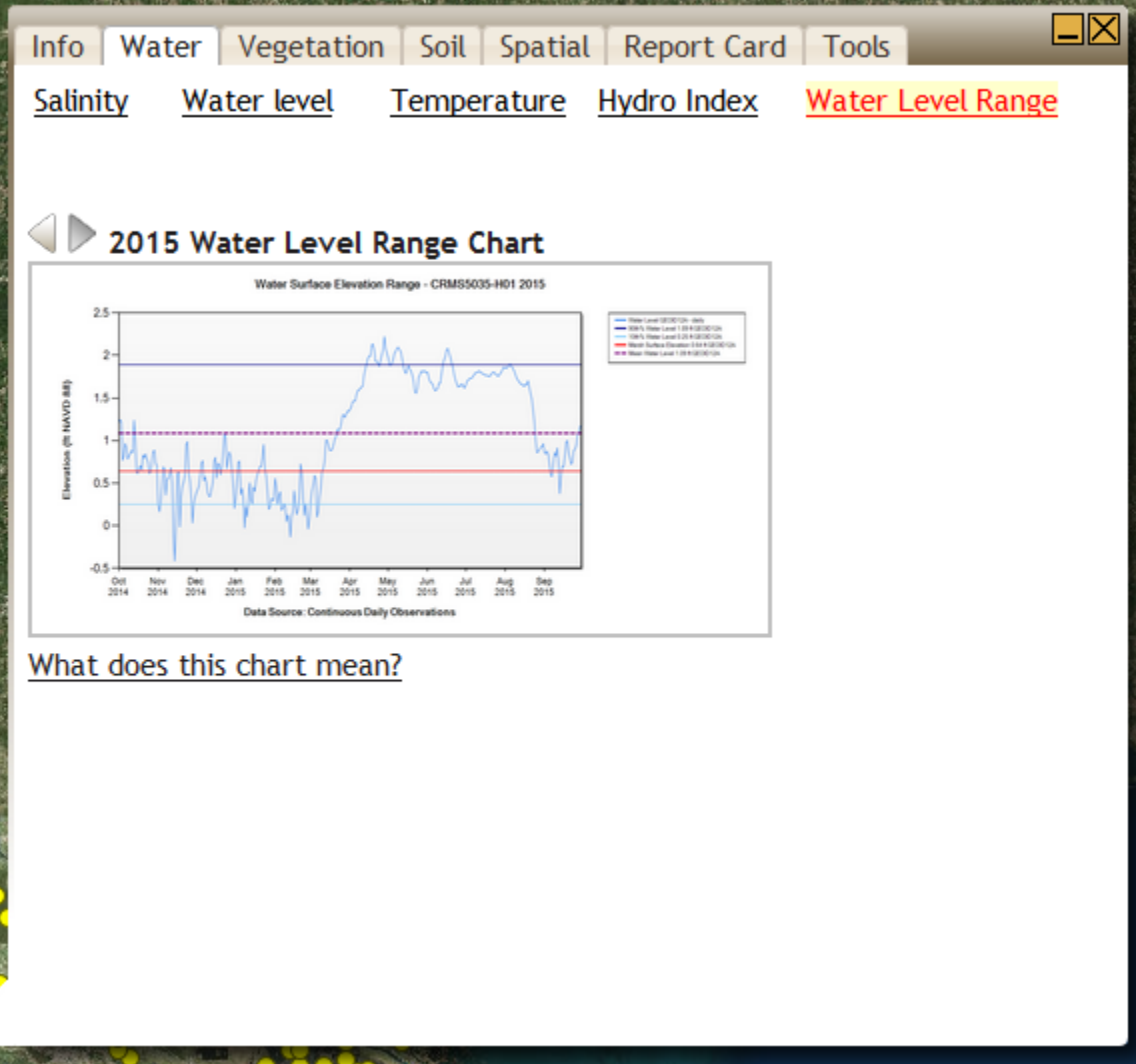 Info Water Vegetation Soil Spatial Report Card Tools
Salinity Water level Temperature Hydro Index Water Level Range
2015 Water Level Range Chart
Water Surface Elevation Range - CRMS5035-H01 2015
2.5
2
1.5
1
0.5
0
-0.5
Elevation (ft NAVD 88)
Oct Nov Dec Jan Feb Mar Apr May Jun Jul Aug Sep
2014 2014 2014 2015 2015 2015 2015 2015 2015 2015 2015 2015
Data Source: Continuous Daily Observations
What does this chart mean?